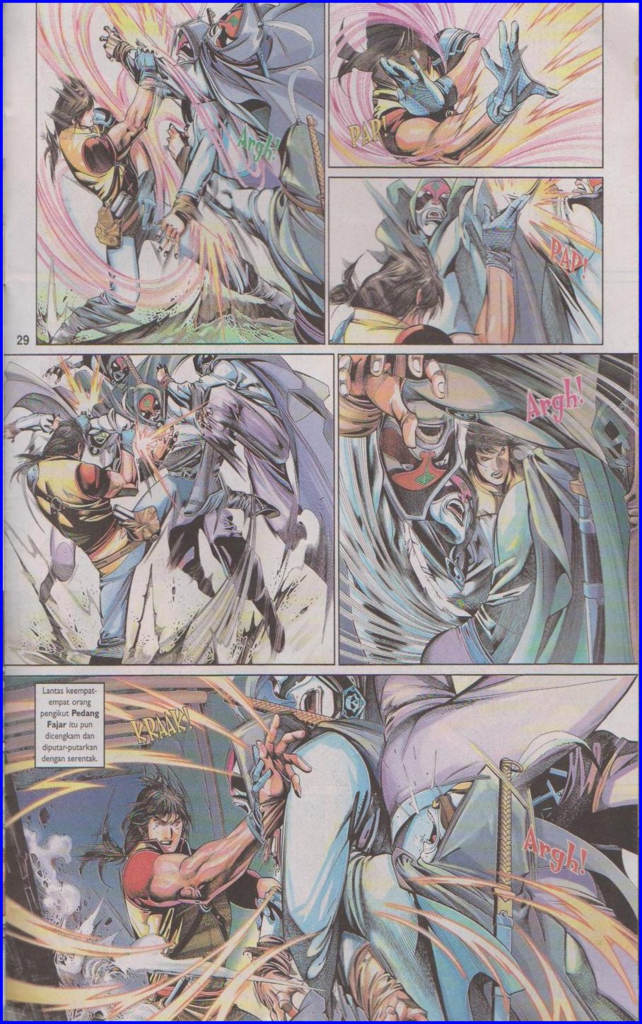 Argh!
PAP!
PAP!
29
Argh!
Lantas keempat-
empat orang
pengikut Pedang
Fajar itu pun
dicengkam dan
diputar-putarkan
dengan serentak.
KRAAK!
Argh!